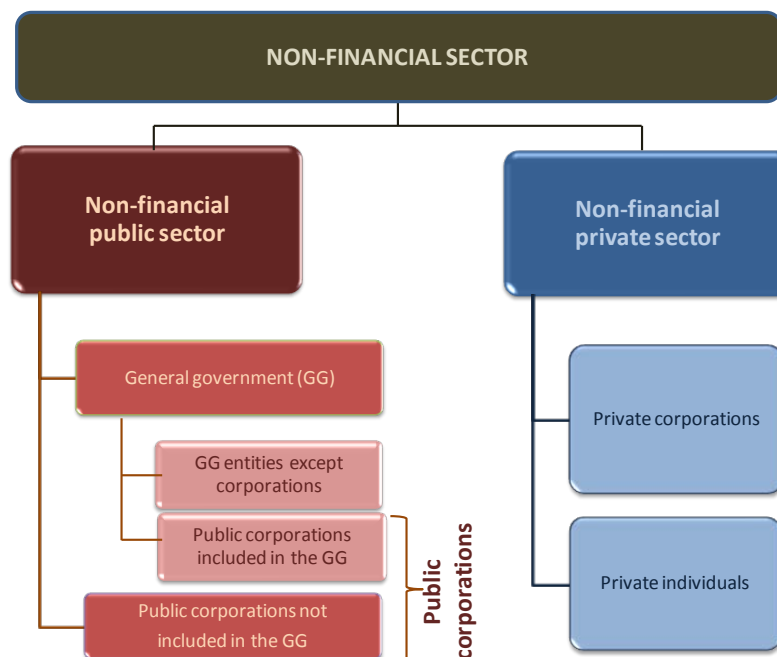 NON-FINANCIAL SECTOR
Non-financial
public sector
Non-financial
private sector
General government (GG)
GG entities except
corporations
Public corporations
included in the GG
Public corporations not
included in the GG
Public
corporations
Private corporations
Private individuals